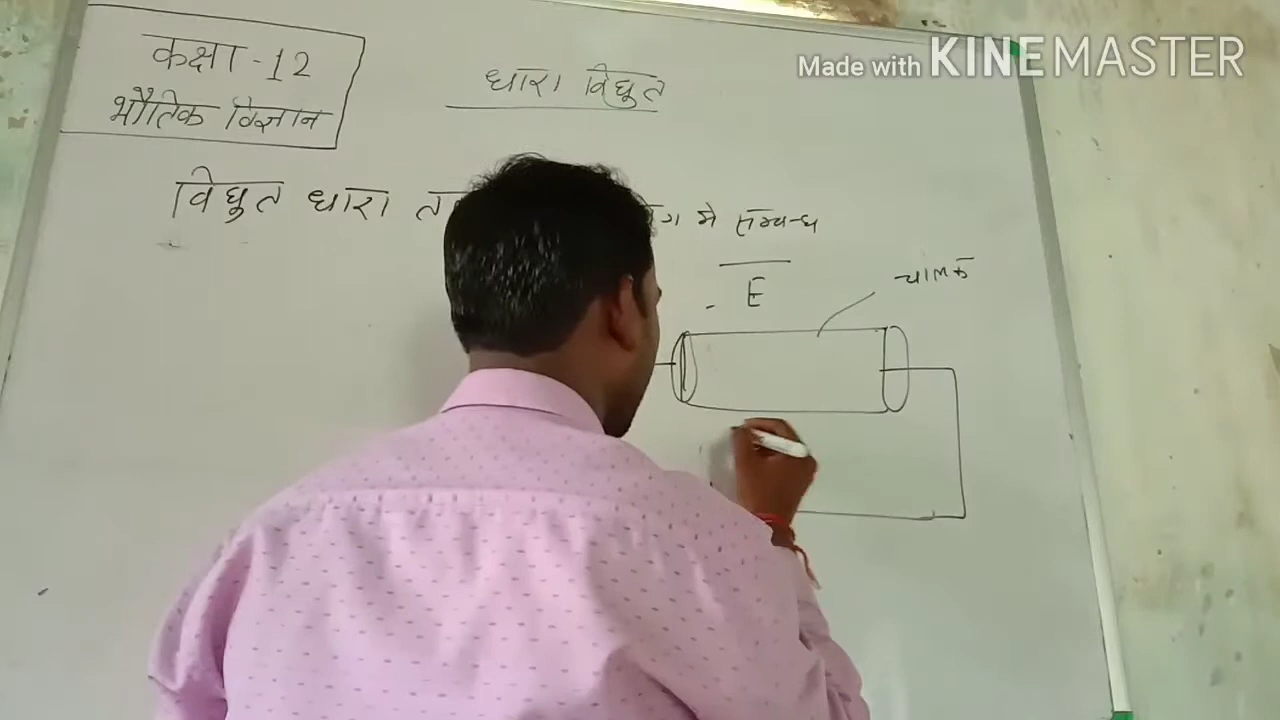 Made with KINEMASTER
कक्षा - 12
भौतिक विज्ञान
धारा विघुत
विघुत धारा में सम्बन्ध
E
चालक